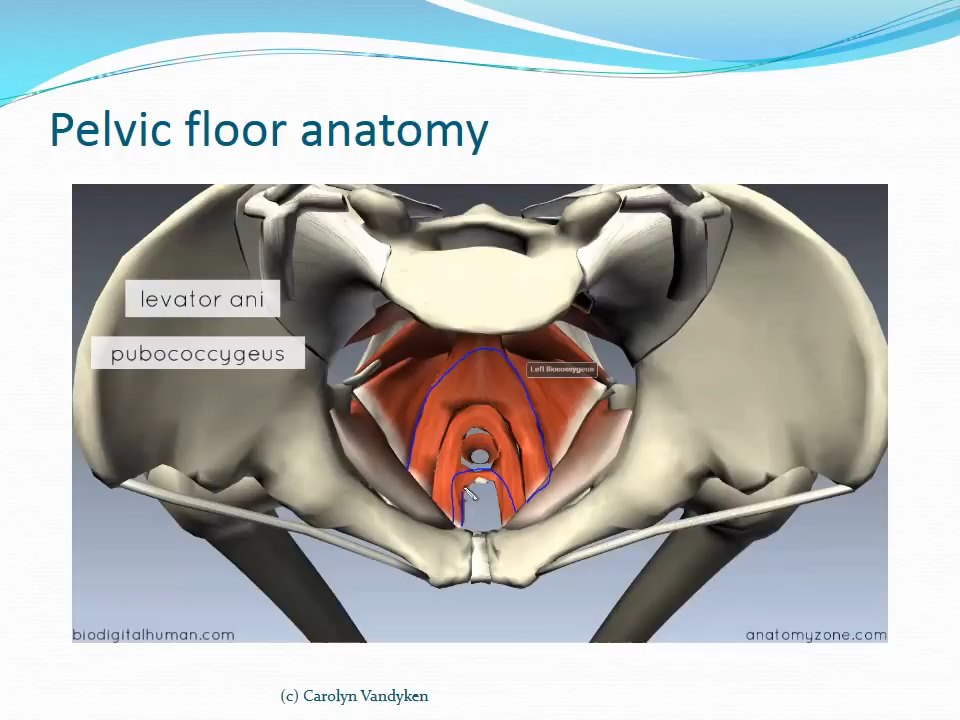 Pelvic floor anatomy
levator ani
pubococcygeus
Left Iliococcygeus
biodigitalhuman.com
anatomyzone.com
(c) Carolyn Vandyken